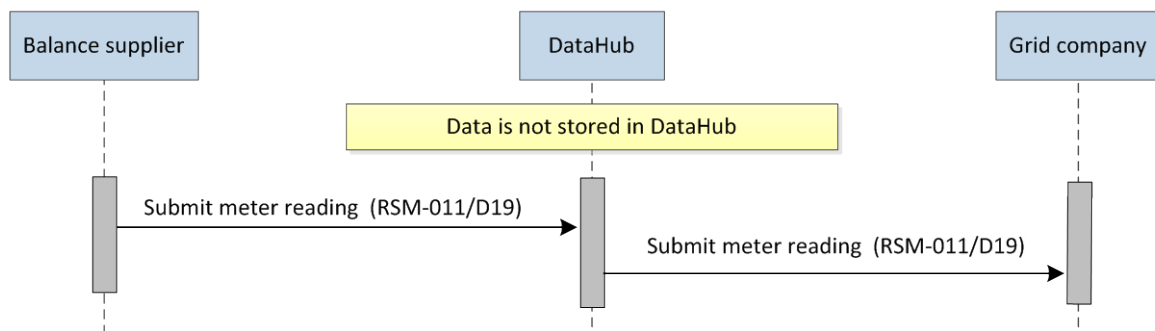 Balance supplier
DataHub
Grid company
Data is not stored in DataHub
Submit meter reading  (RSM-011/D19)
Submit meter reading  (RSM-011/D19)